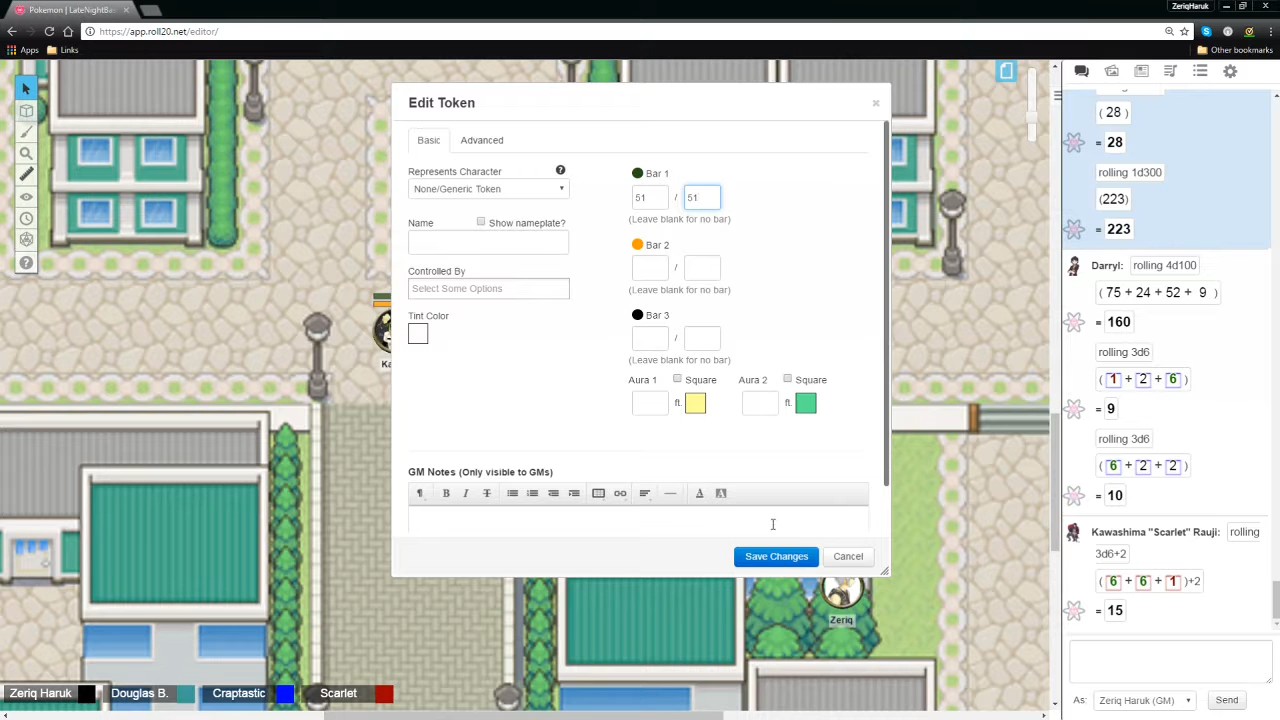 Pokemon | LateNightBa
ZeriqHaruk
https://app.roll20.net/editor/
Apps
Links
Other bookmarks
Edit Token
×
Basic
Advanced
Represents Character
None/Generic Token
Name
Show nameplate?
Controlled By
Select Some Options
Tint Color
Bar 1
51 / 51
(Leave blank for no bar)
Bar 2
/
(Leave blank for no bar)
Bar 3
/
(Leave blank for no bar)
Aura 1
Square
Aura 2
Square
ft.
ft.
GM Notes (Only visible to GMs)
Save Changes
Cancel
Zeriq
Zeriq Haruk
Douglas B.
Craptastic
Scarlet
( 28 )
= 28
rolling 1d300
(223)
= 223
Darryl: rolling 4d100
( 75 + 24 + 52 + 9 )
= 160
rolling 3d6
( 1 + 2 + 6 )
= 9
rolling 3d6
( 6 + 2 + 2 )
= 10
Kawashima "Scarlet" Rauji: rolling
3d6+2
( 6 + 6 + 1 )+2
= 15
As:
Zeriq Haruk (GM)
Send